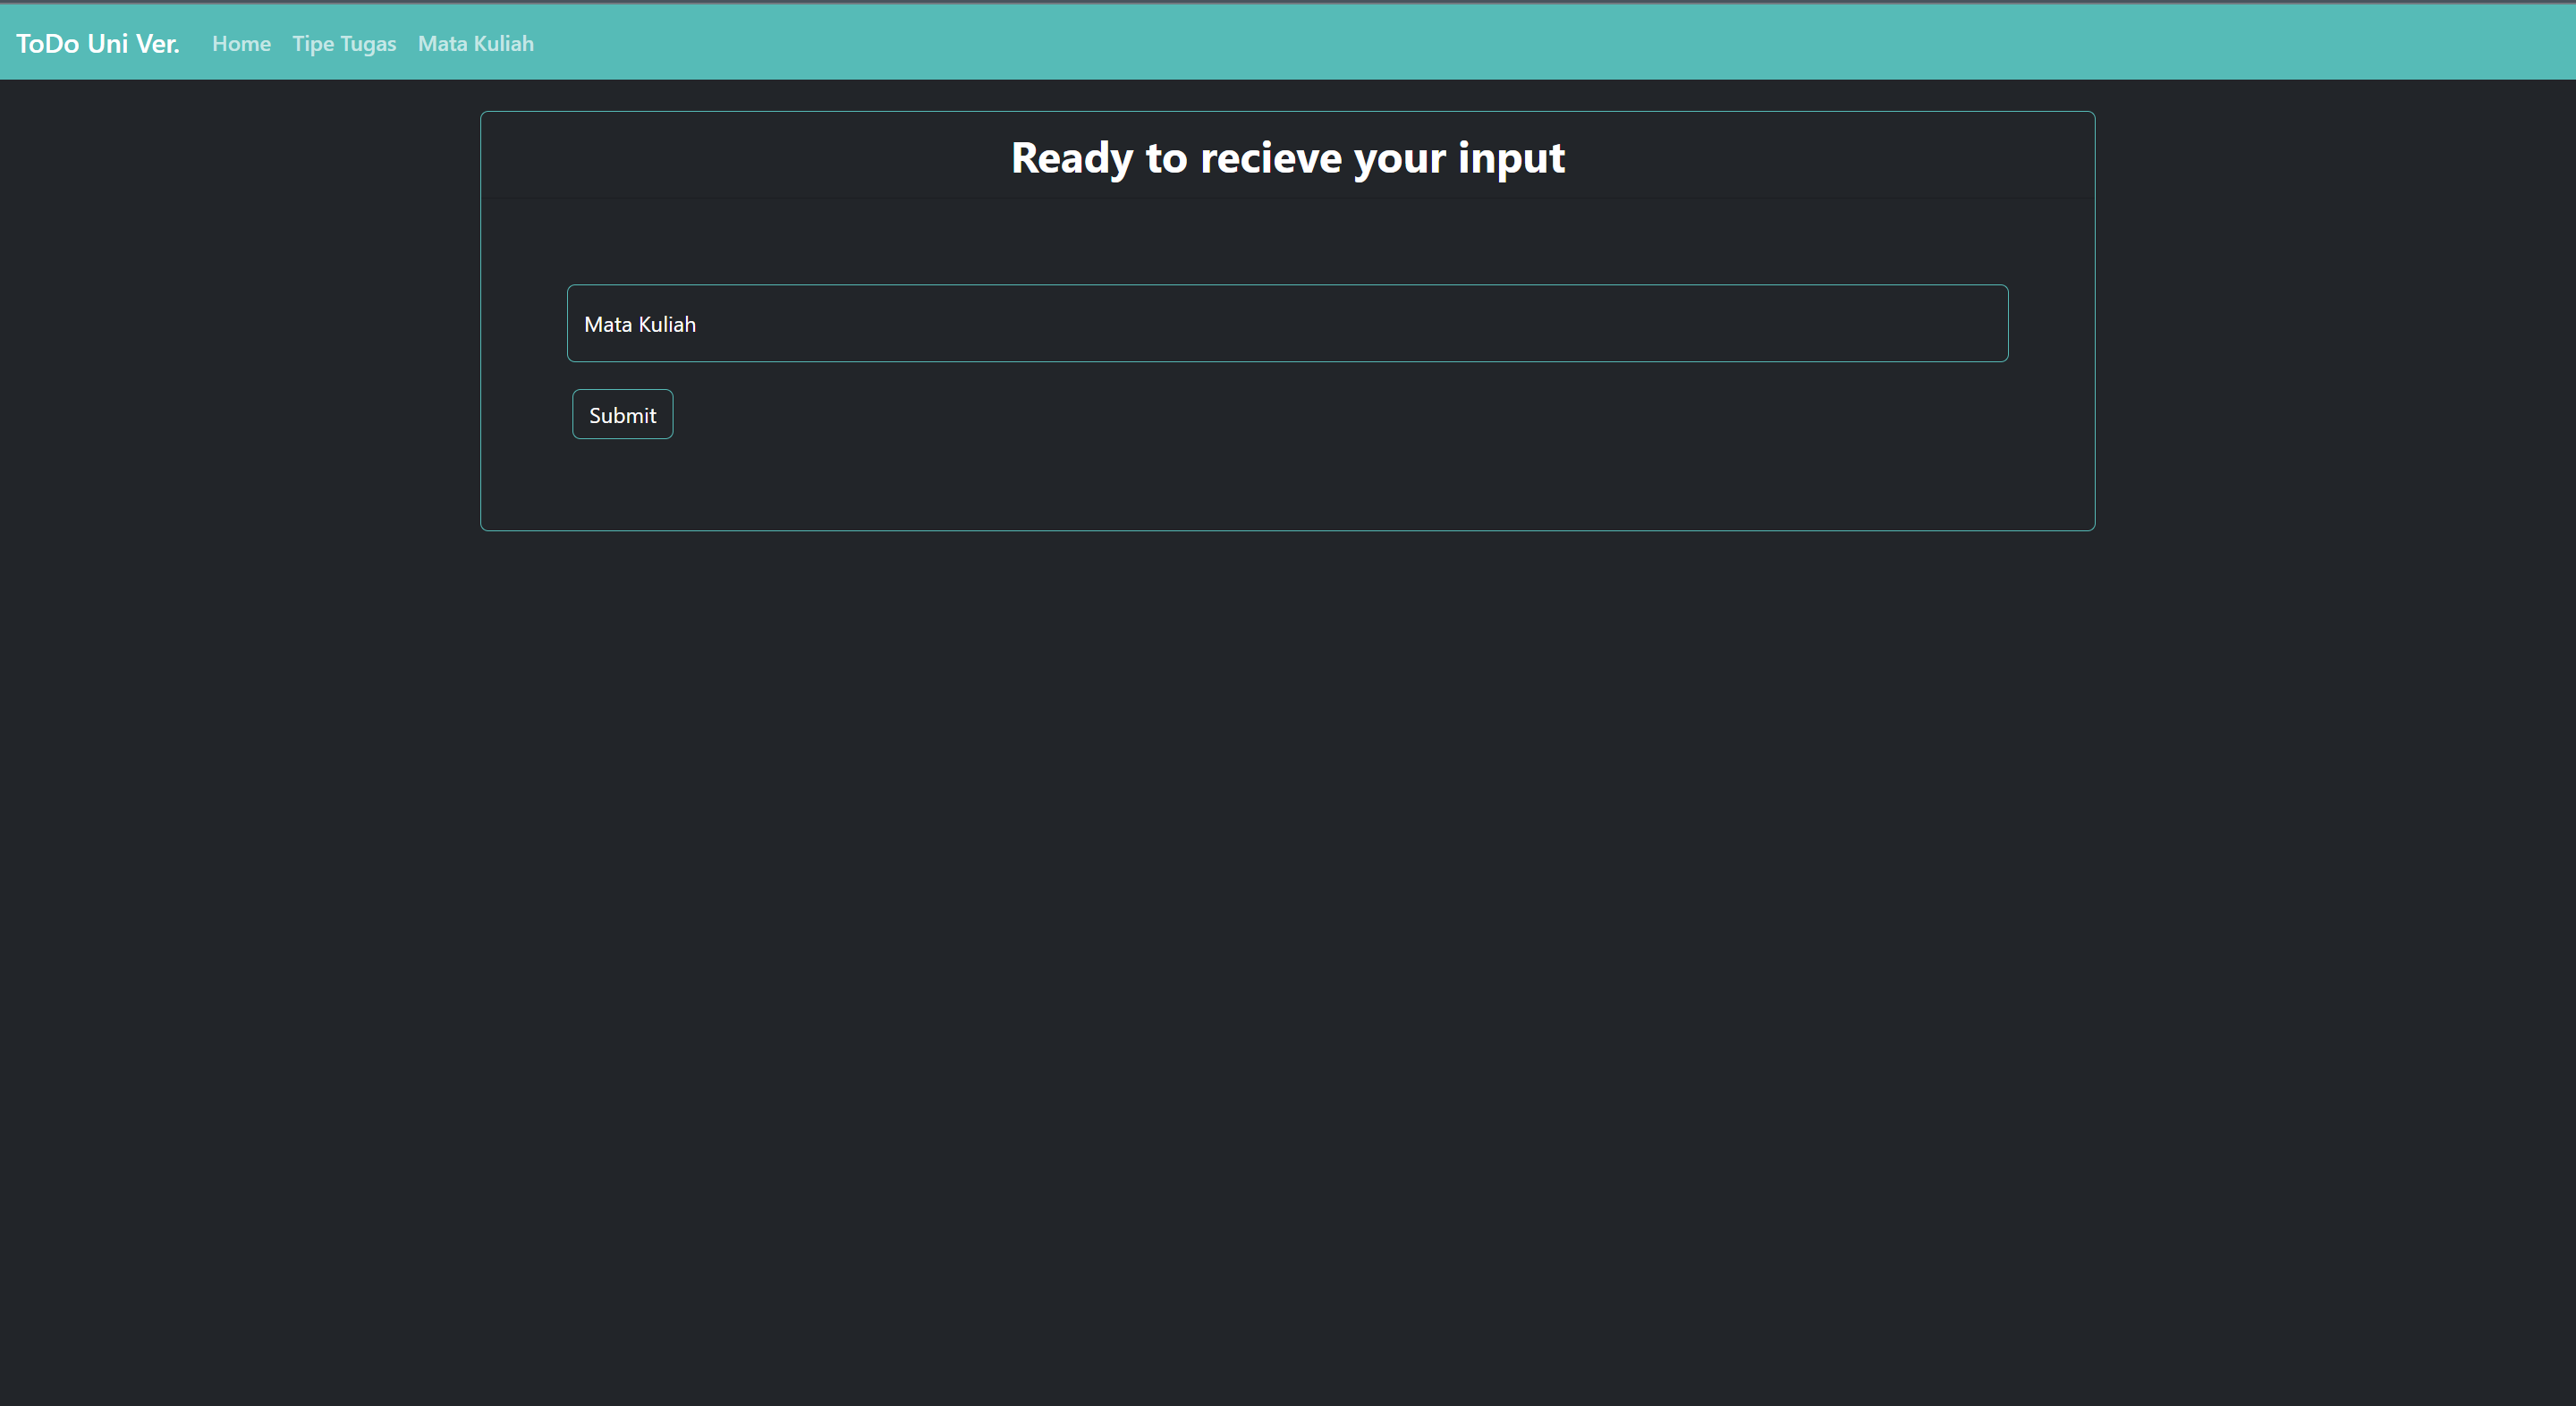 ToDo Uni Ver. Home Tipe Tugas Mata Kuliah
Ready to recieve your input
Mata Kuliah
Submit